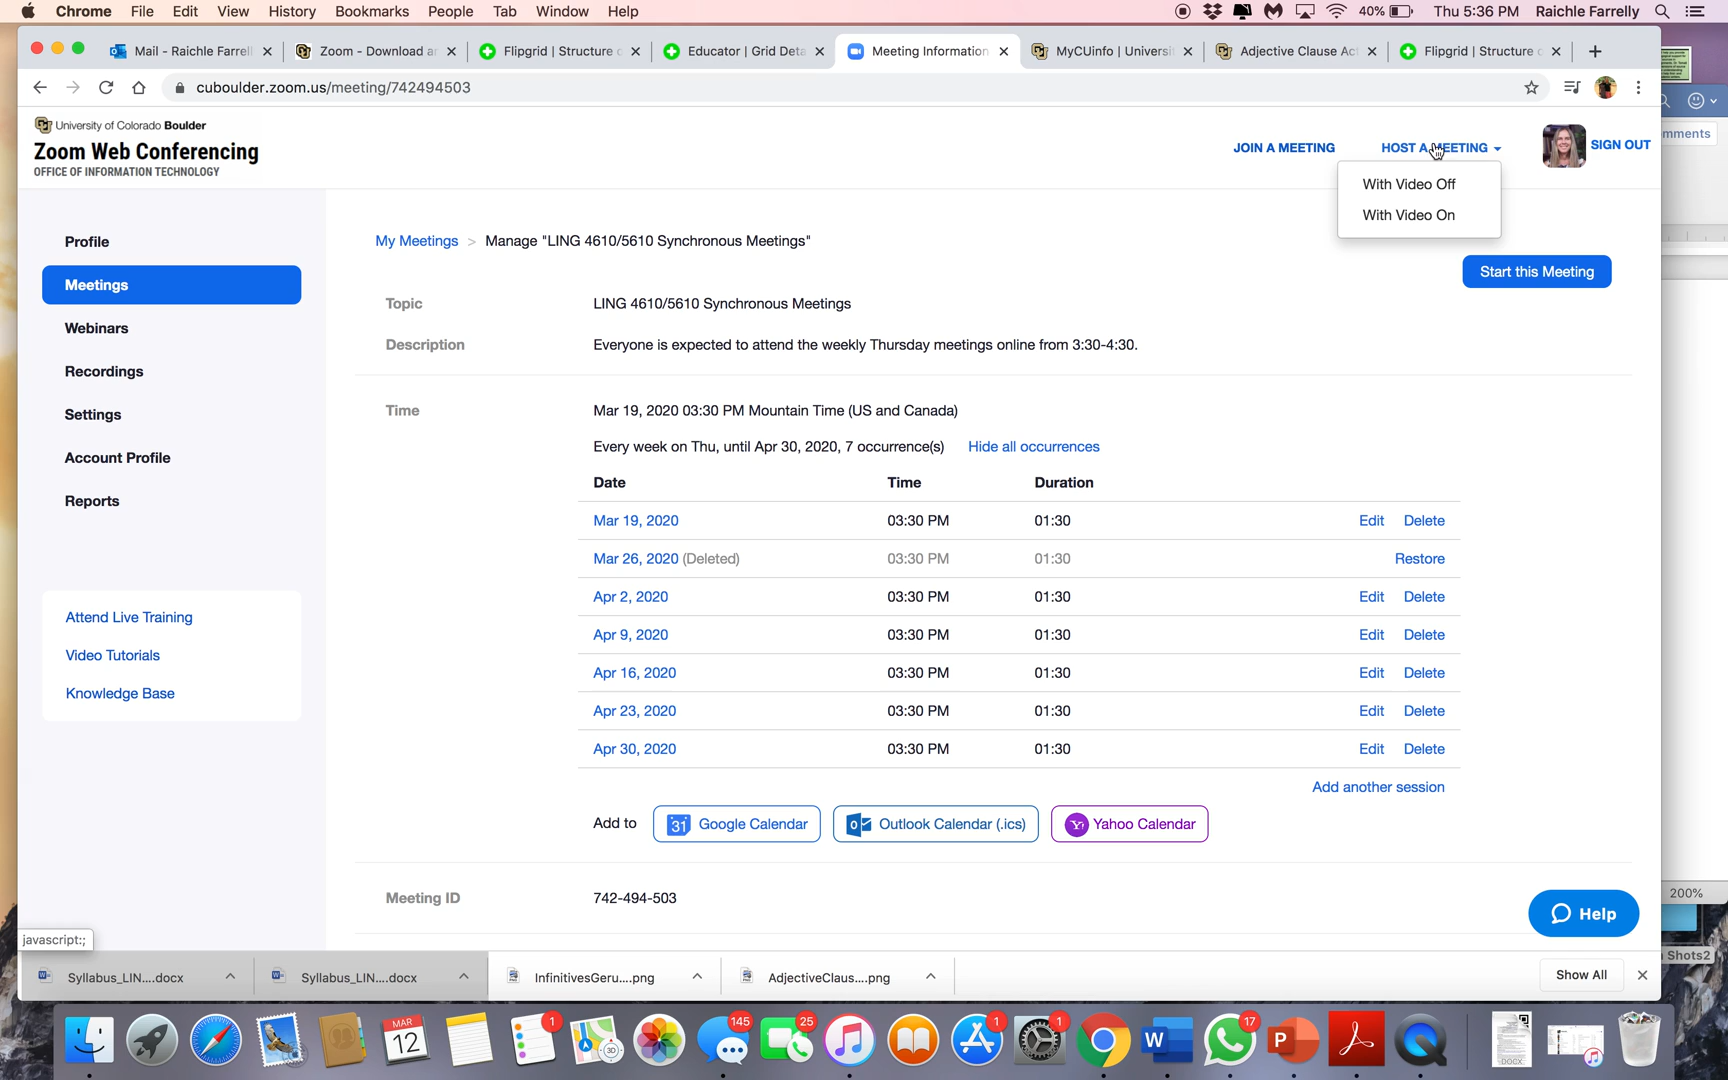 Chrome File Edit View History Bookmarks People Tab Window Help 40% Thu 5:36 PM Raichle Farrelly
Mail - Raichle Farrell Zoom - Download a Flipgrid | Structure Educator | Grid Deta Meeting Information MyCUinfo | Universi Adjective Clause Ac Flipgrid | Structure
cuboulder.zoom.us/meeting/742494503
mments
University of Colorado Boulder
Zoom Web Conferencing
OFFICE OF INFORMATION TECHNOLOGY
JOIN A MEETING HOST A MEETING SIGN OUT
With Video Off
With Video On
Profile
Meetings
Webinars
Recordings
Settings
Account Profile
Reports
Attend Live Training
Video Tutorials
Knowledge Base
My Meetings > Manage "LING 4610/5610 Synchronous Meetings"
Start this Meeting
Topic LING 4610/5610 Synchronous Meetings
Description Everyone is expected to attend the weekly Thursday meetings online from 3:30-4:30.
Time Mar 19, 2020 03:30 PM Mountain Time (US and Canada)
Every week on Thu, until Apr 30, 2020, 7 occurrence(s) Hide all occurrences
Date Time Duration
Mar 19, 2020 03:30 PM 01:30 Edit Delete
Mar 26, 2020 (Deleted) 03:30 PM 01:30 Restore
Apr 2, 2020 03:30 PM 01:30 Edit Delete
Apr 9, 2020 03:30 PM 01:30 Edit Delete
Apr 16, 2020 03:30 PM 01:30 Edit Delete
Apr 23, 2020 03:30 PM 01:30 Edit Delete
Apr 30, 2020 03:30 PM 01:30 Edit Delete
Add another session
Add to 31 Google Calendar Outlook Calendar (.ics) Yahoo Calendar
Meeting ID 742-494-503
200%
Help
javascript:;
Shots2
Syllabus_LIN....docx Syllabus_LIN....docx InfinitivesGeru....png AdjectiveClaus....png Show All
MAR 12 1 3D 145 25 1 1 W 17 P DOCX